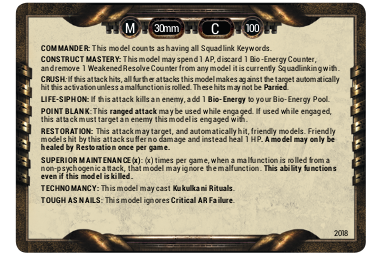 M 30mm C 100
COMMANDER: This model counts as having all Squadlink Keywords.
CONSTRUCT MASTERY: This model may spend 1 AP, discard 1 Bio-Energy Counter,
and remove 1 Weakened Resolve Counter from any model it is currently Squadlinking with.
CRUSH: If this attack hits, all further attacks this model makes against the target automatically
hit this activation unless a malfunction is rolled. These hits may not be Parried.
LIFE-SIPHON: If this attack kills an enemy, add 1 Bio-Energy to your Bio-Energy Pool.
POINT BLANK: This ranged attack may be used while engaged. If used while engaged,
this attack must target an enemy this model is engaged with.
RESTORATION: This attack may target, and automatically hit, friendly models. Friendly
models hit by this attack suffer no damage and instead heal 1 HP. A model may only be
healed by Restoration once per game.
SUPERIOR MAINTENANCE(x): (x) times per game, when a malfunction is rolled from a
non-psychogenic attack, that model may ignore the malfunction. This ability functions
even if this model is killed.
TECHNOMANCY: This model may cast Kukulkani Rituals.
TOUGH AS NAILS: This model ignores Critical AR Failure.
2018